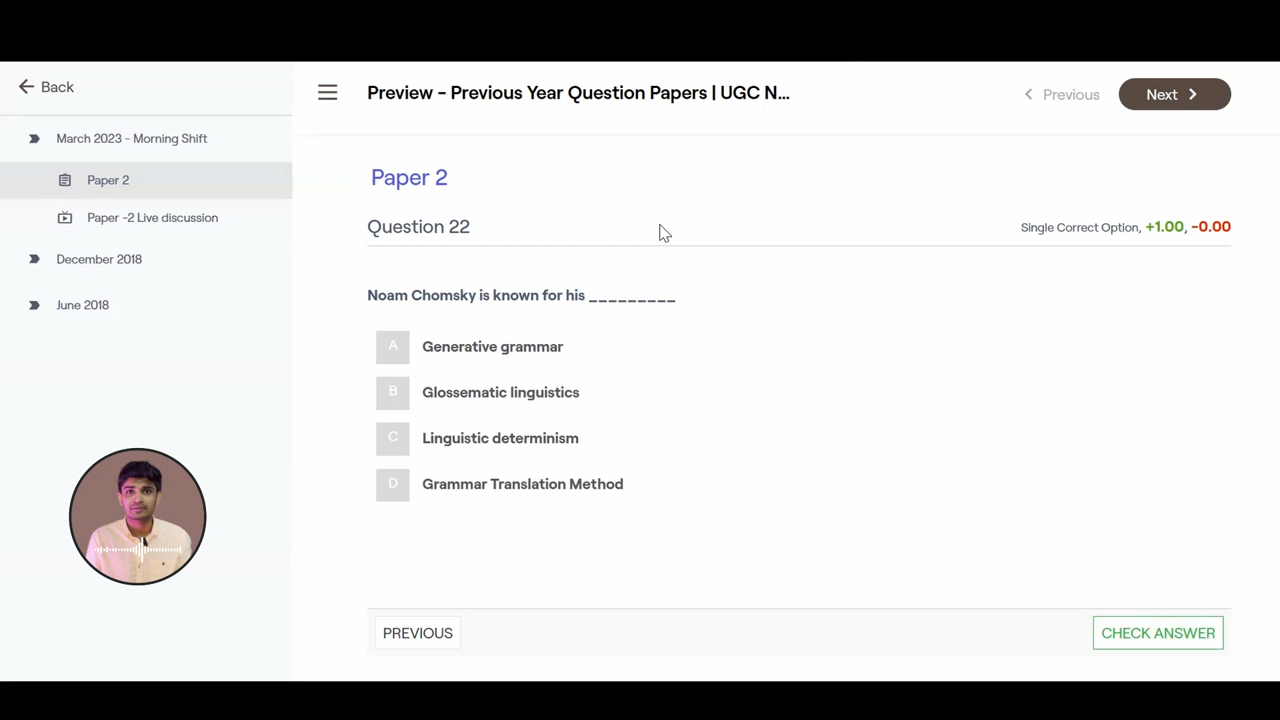 Back
March 2023 - Morning Shift
Paper 2
Paper -2 Live discussion
December 2018
June 2018
Preview - Previous Year Question Papers | UGC N...
Previous
Next
Paper 2
Question 22
Single Correct Option, +1.00, -0.00
Noam Chomsky is known for his _________
A Generative grammar
B Glossematic linguistics
C Linguistic determinism
D Grammar Translation Method
PREVIOUS
CHECK ANSWER